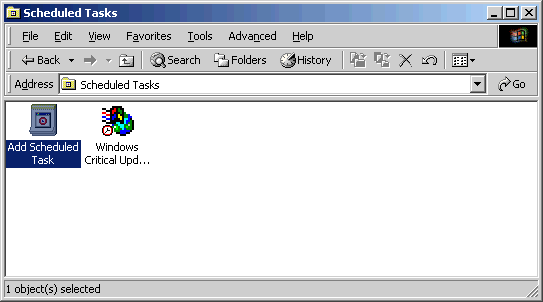 Scheduled Tasks
File Edit View Favorites Tools Advanced Help
Back Search Folders History
Address Scheduled Tasks Go
Add Scheduled Task
Windows Critical Upd...
1 object(s) selected